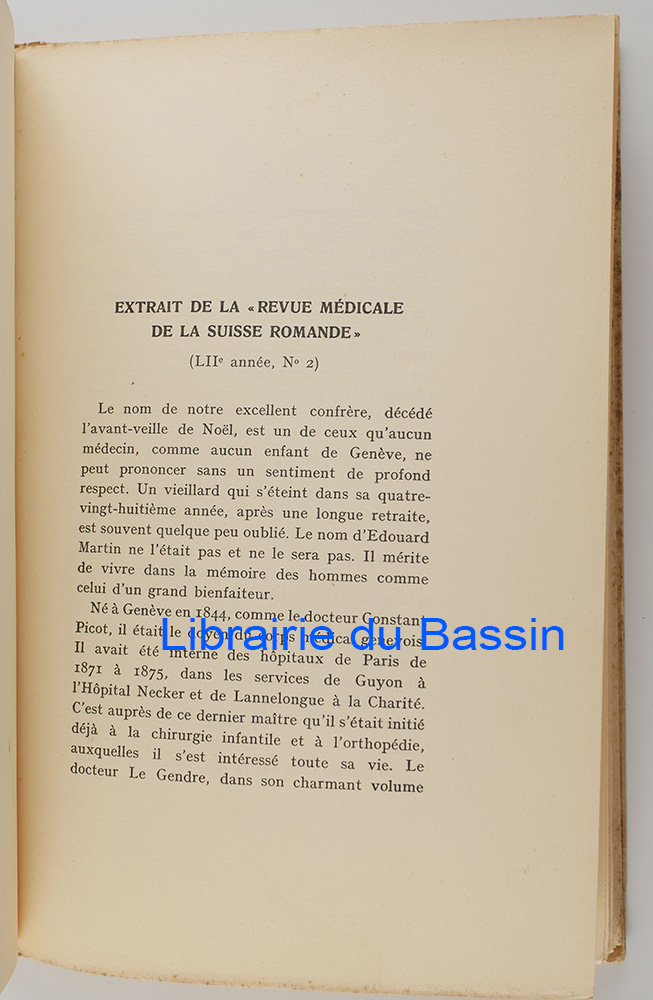 EXTRAIT DE LA « REVUE MÉDICALE
DE LA SUISSE ROMANDE »
(LIIe année, No 2)
Le nom de notre excellent confrère, décédé
l'avant-veille de Noël, est un de ceux qu'aucun
médecin, comme aucun enfant de Genève, ne
peut prononcer sans un sentiment de profond
respect. Un vieillard qui s'éteint dans sa quatre-
vingt-huitième année, après une longue retraite,
est souvent quelque peu oublié. Le nom d'Edouard
Martin ne l'était pas et ne le sera pas. Il mérite
de vivre dans la mémoire des hommes comme
celui d'un grand bienfaiteur.
Né à Genève en 1844, comme le docteur Constant
Picot, il était le doyen du corps médical genevois.
Librairie du Bassin
Il avait été interne des hôpitaux de Paris de
1871 à 1875, dans les services de Guyon à
l'Hôpital Necker et de Lannelongue à la Charité.
C'est auprès de ce dernier maître qu'il s'était initié
déjà à la chirurgie infantile et à l'orthopédie,
auxquelles il s'est intéressé toute sa vie. Le
docteur Le Gendre, dans son charmant volume